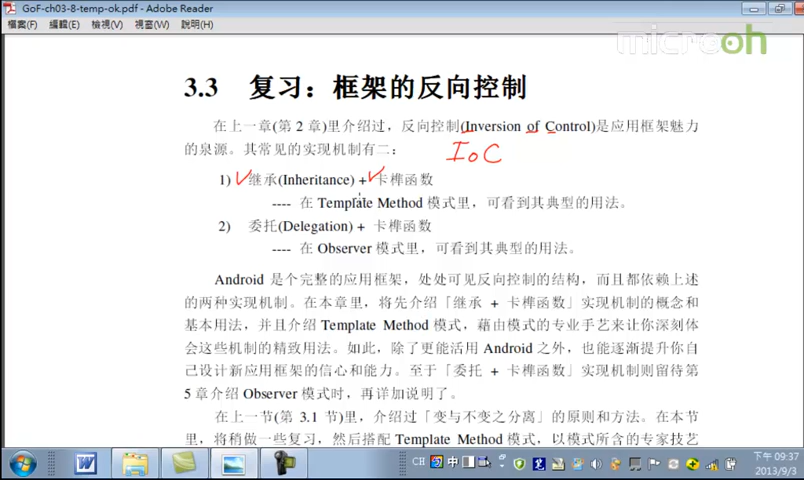 GoF-ch03-8-temp-ok.pdf - Adobe Reader
檔案(F) 編輯(E) 檢視(V) 視窗(W) 說明(H)
microoh
3.3 复习：框架的反向控制
在上一章(第 2 章)里介绍过，反向控制(Inversion of Control)是应用框架魅力
的泉源。其常见的实现机制有二：
IoC
1) 继承(Inheritance) + 卡榫函数
---- 在 Template Method 模式里，可看到其典型的用法。
2) 委托(Delegation) + 卡榫函数
---- 在 Observer 模式里，可看到其典型的用法。
Android 是个完整的应用框架，处处可见反向控制的结构，而且都依赖上述
的两种实现机制。在本章里，将先介绍「继承 + 卡榫函数」实现机制的概念和
基本用法，并且介绍 Template Method 模式，藉由模式的专业手艺来让你深刻体
会这些机制的精致用法。如此，除了更能活用 Android 之外，也能逐渐提升你自
己设计新应用框架的信心和能力。至于「委托 + 卡榫函数」实现机制则留待第
5 章介绍 Observer 模式时，再详加说明了。
在上一节(第 3.1 节)里，介绍过「变与不变之分离」的原则和方法。在本节
里，将稍做一些复习，然后搭配 Template Method 模式，以模式所含的专家技艺
CH 中
下午 09:37
2013/9/3